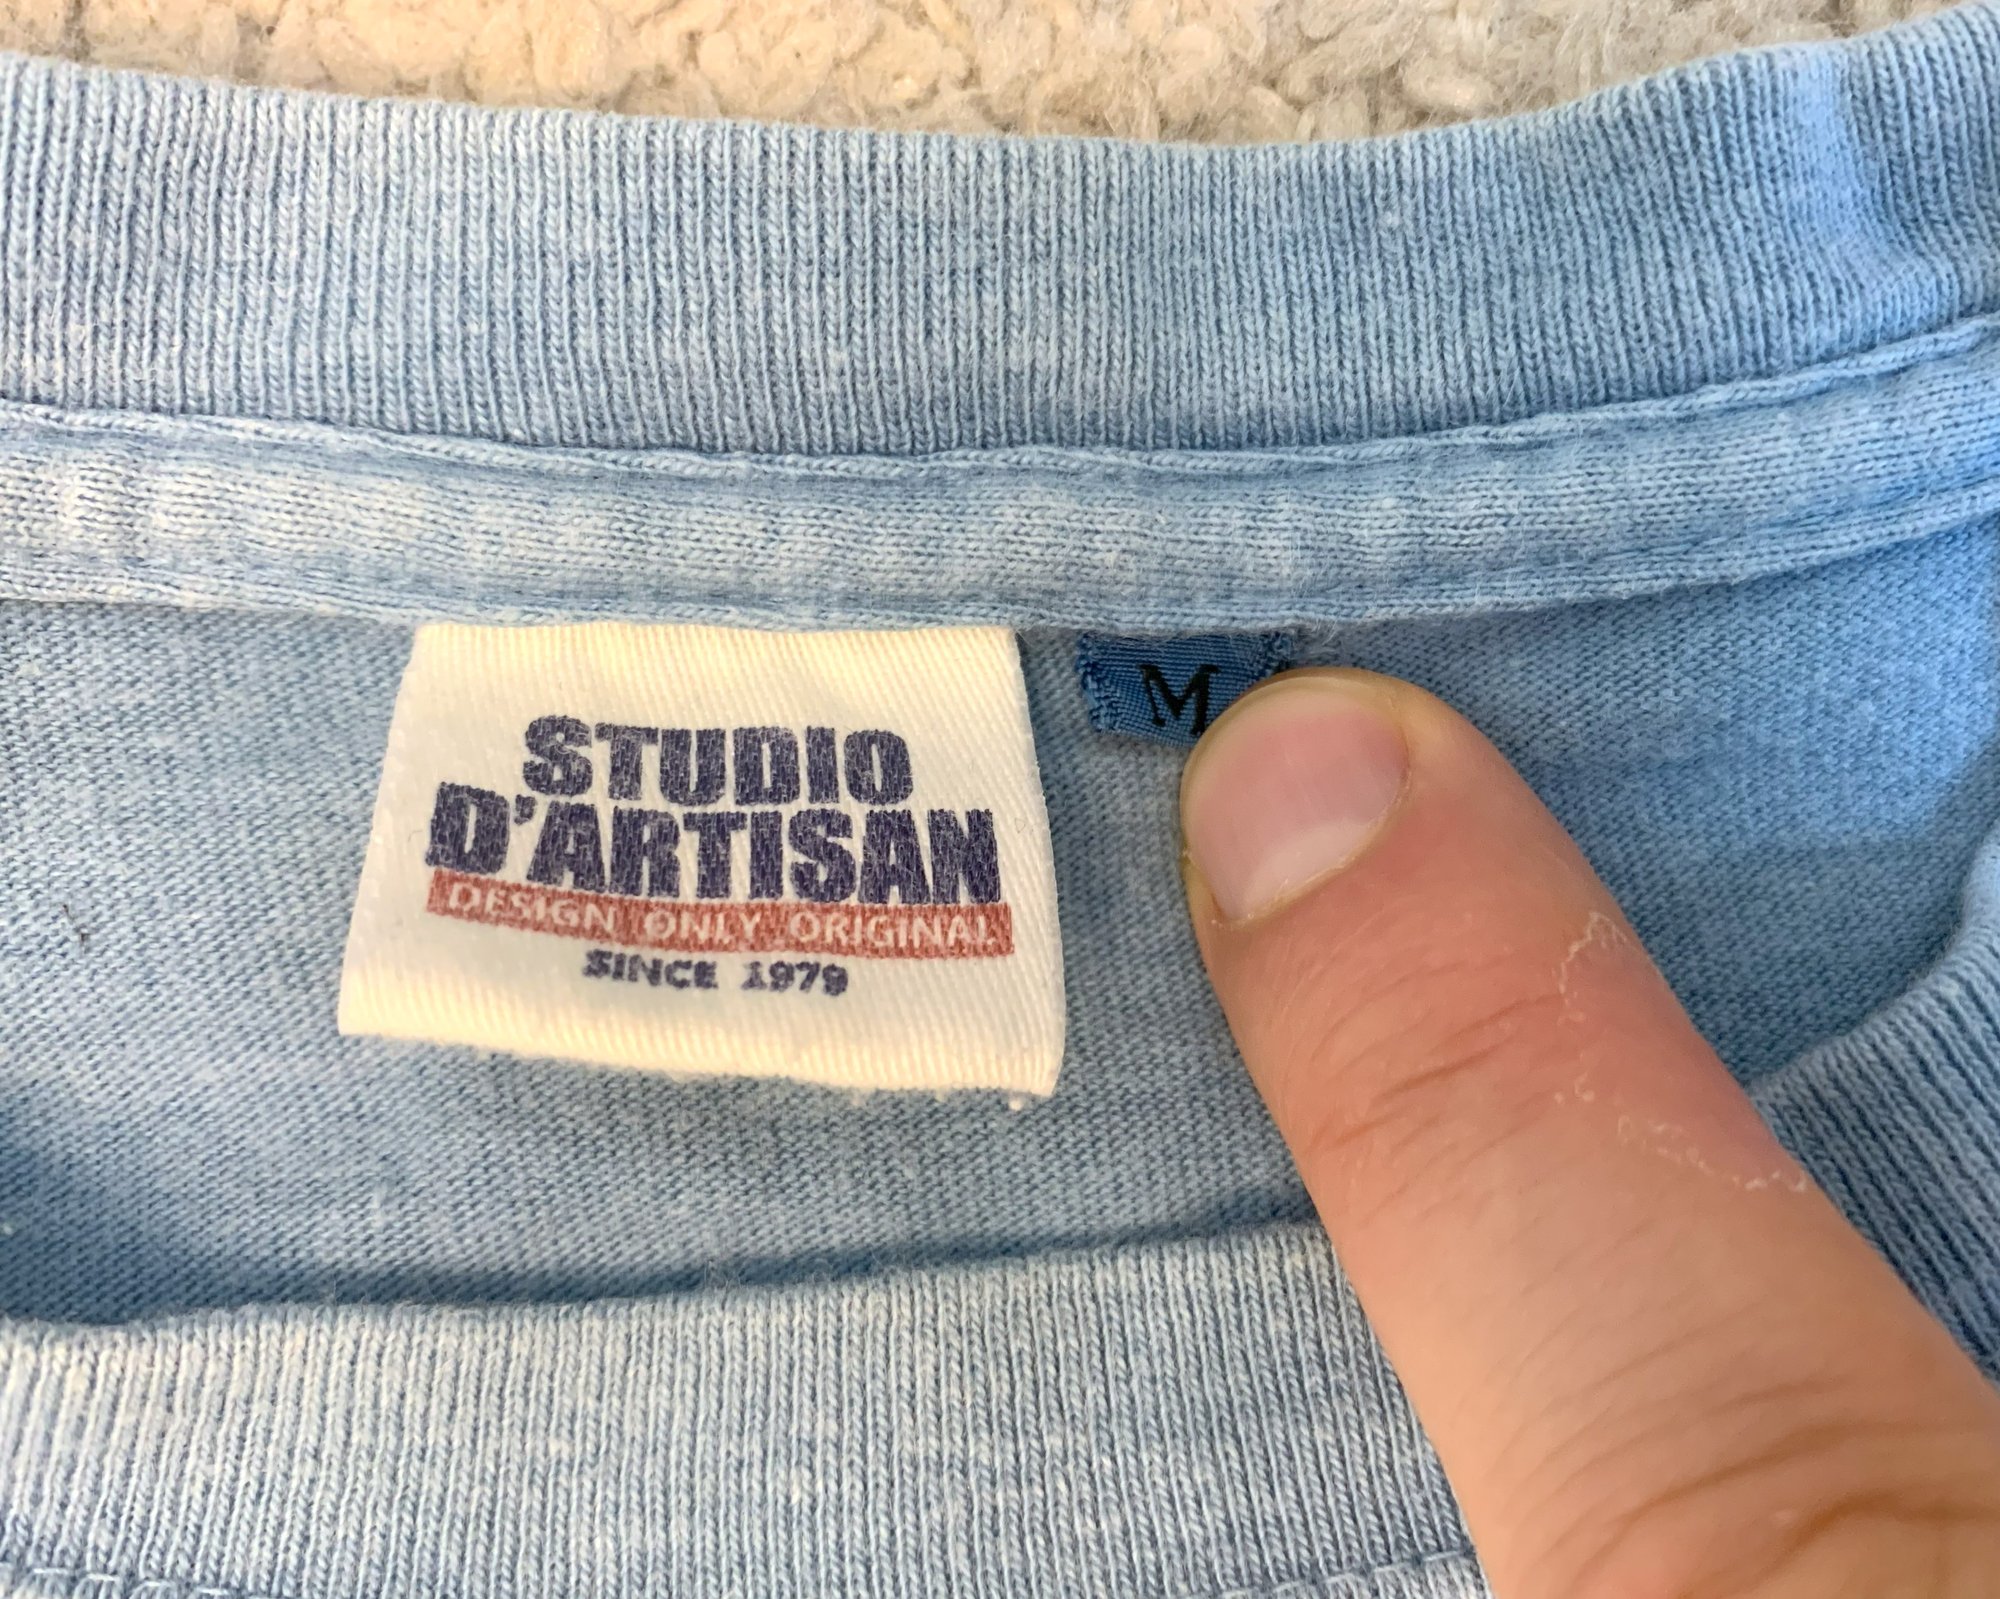 STUDIO
D'ARTISAN
DESIGN ONLY ORIGINAL
SINCE 1979
M